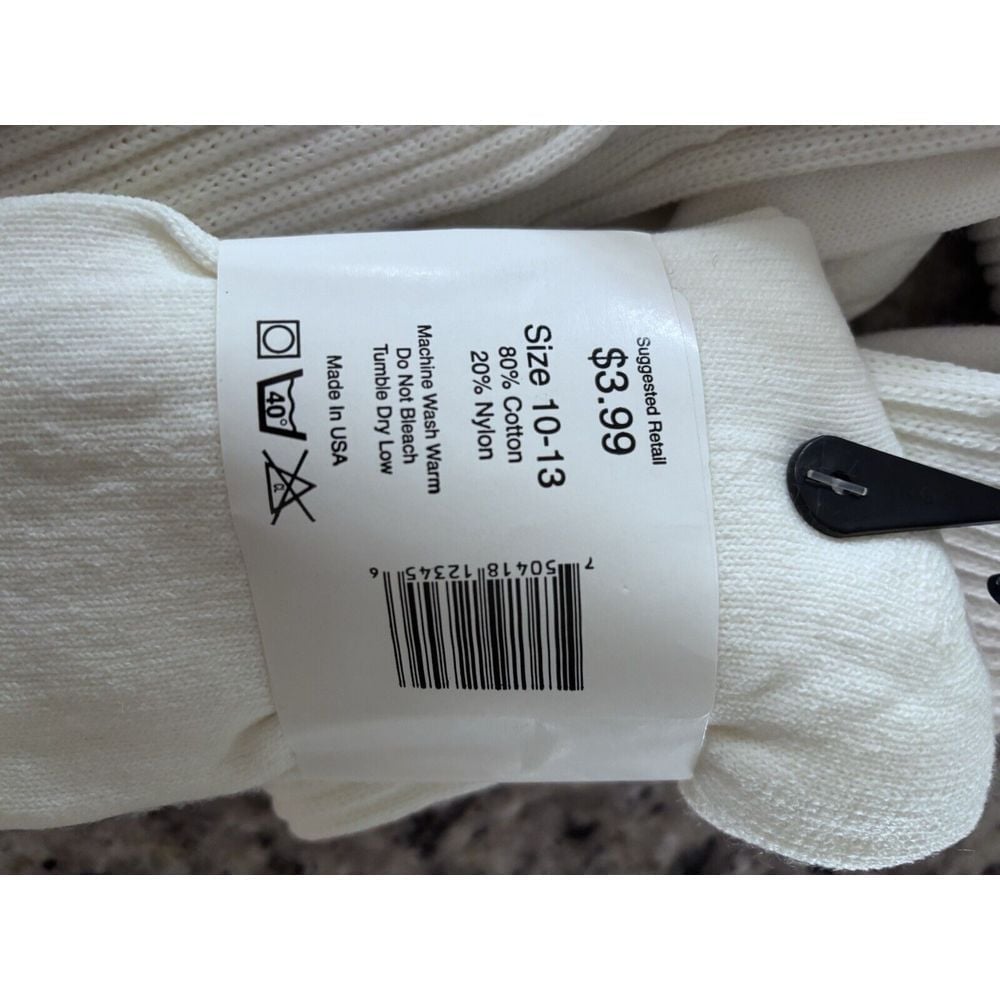 Suggested Retail
$3.99
Size 10-13
80% Cotton
20% Nylon
Machine Wash Warm
Do Not Bleach
Tumble Dry Low
Made In USA
40°
cl
7 50418 12345 6